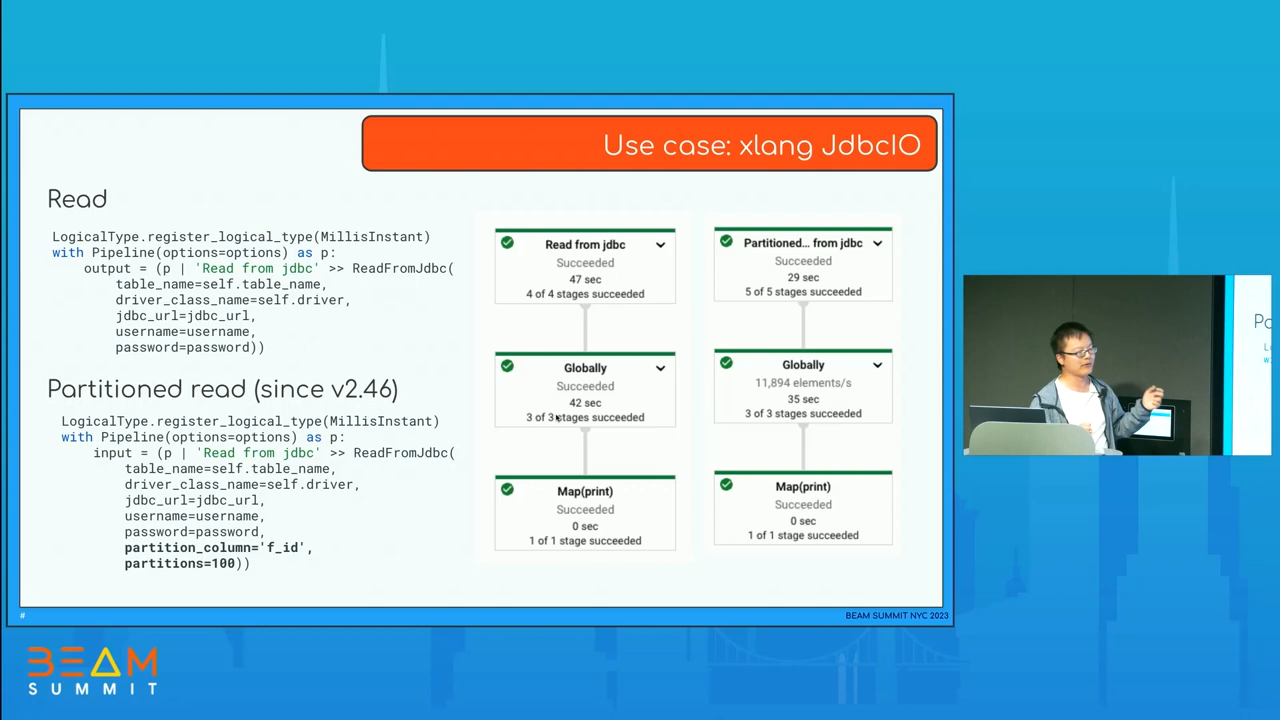 Use case: xlang JdbcIO
Read
LogicalType.register_logical_type(MillisInstant)
with Pipeline(options=options) as p:
    output = (p | 'Read from jdbc' >> ReadFromJdbc(
        table_name=self.table_name,
        driver_class_name=self.driver,
        jdbc_url=jdbc_url,
        username=username,
        password=password))
Partitioned read (since v2.46)
LogicalType.register_logical_type(MillisInstant)
with Pipeline(options=options) as p:
    input = (p | 'Read from jdbc' >> ReadFromJdbc(
        table_name=self.table_name,
        driver_class_name=self.driver,
        jdbc_url=jdbc_url,
        username=username,
        password=password,
        partition_column='f_id',
        partitions=100))
Read from jdbc
Succeeded
47 sec
4 of 4 stages succeeded
Globally
Succeeded
42 sec
3 of 3 stages succeeded
Map(print)
Succeeded
0 sec
1 of 1 stage succeeded
Partitioned... from jdbc
Succeeded
29 sec
5 of 5 stages succeeded
Globally
11,894 elements/s
35 sec
3 of 3 stages succeeded
Map(print)
Succeeded
0 sec
1 of 1 stage succeeded
#
BEAM SUMMIT NYC 2023
BEAM
SUMMIT